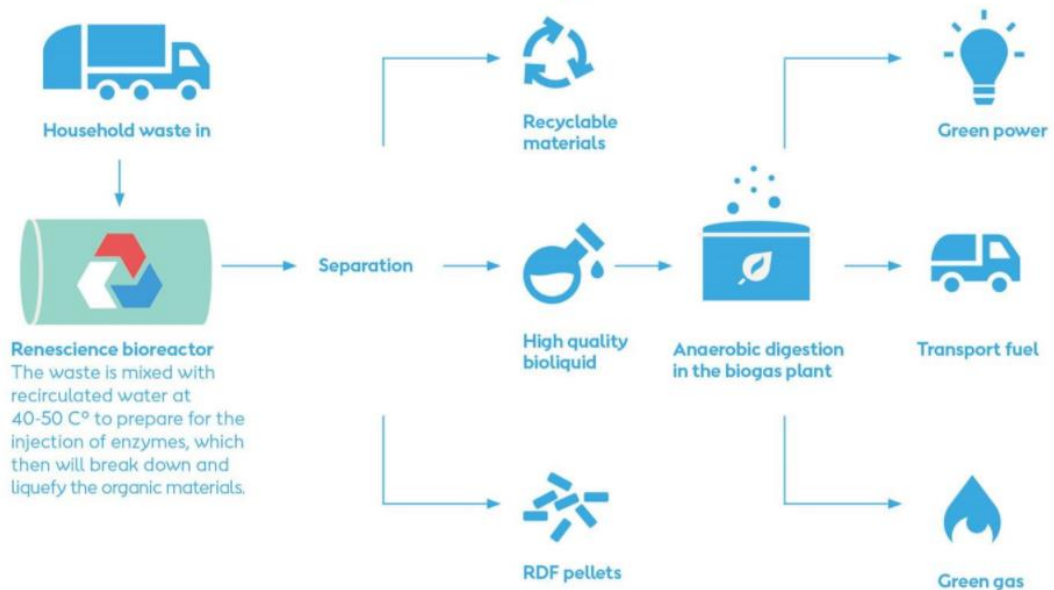 Household waste in
Renescience bioreactor
The waste is mixed with
recirculated water at
40-50 C° to prepare for the
injection of enzymes, which
then will break down and
liquefy the organic materials.
Separation
Recyclable
materials
High quality
bioliquid
RDF pellets
Anaerobic digestion
in the biogas plant
Green power
Transport fuel
Green gas